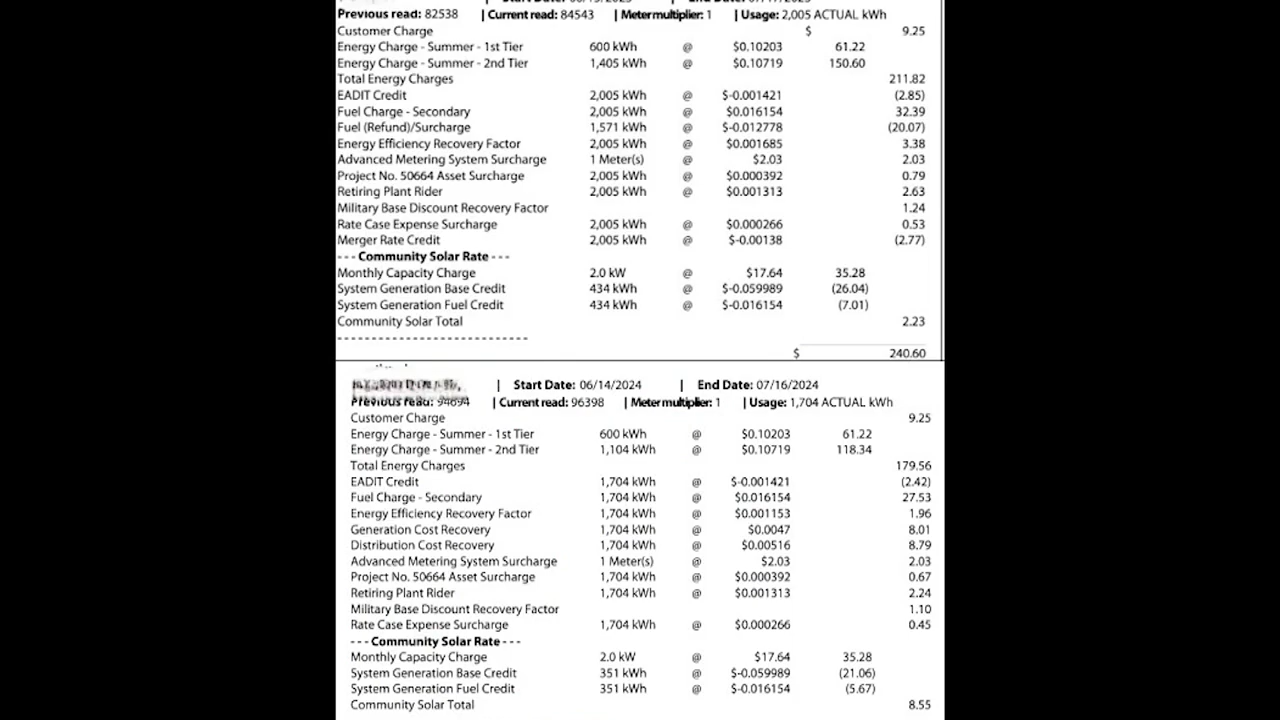 Previous read: 82538 | Current read: 84543 | Meter multiplier: 1 | Usage: 2,005 ACTUAL kWh
Customer Charge $ 9.25
Energy Charge - Summer - 1st Tier 600 kWh @ $0.10203 61.22
Energy Charge - Summer - 2nd Tier 1,405 kWh @ $0.10719 150.60
Total Energy Charges 211.82
EADIT Credit 2,005 kWh @ $-0.001421 (2.85)
Fuel Charge - Secondary 2,005 kWh @ $0.016154 32.39
Fuel (Refund)/Surcharge 1,571 kWh @ $-0.012778 (20.07)
Energy Efficiency Recovery Factor 2,005 kWh @ $0.001685 3.38
Advanced Metering System Surcharge 1 Meter(s) @ $2.03 2.03
Project No. 50664 Asset Surcharge 2,005 kWh @ $0.000392 0.79
Retiring Plant Rider 2,005 kWh @ $0.001313 2.63
Military Base Discount Recovery Factor 1.24
Rate Case Expense Surcharge 2,005 kWh @ $0.000266 0.53
Merger Rate Credit 2,005 kWh @ $-0.00138 (2.77)
- - - Community Solar Rate - - -
Monthly Capacity Charge 2.0 kW @ $17.64 35.28
System Generation Base Credit 434 kWh @ $-0.059989 (26.04)
System Generation Fuel Credit 434 kWh @ $-0.016154 (7.01)
Community Solar Total 2.23
$ 240.60
| Start Date: 06/14/2024 | End Date: 07/16/2024
Previous read: 94694 | Current read: 96398 | Meter multiplier: 1 | Usage: 1,704 ACTUAL kWh
Customer Charge 9.25
Energy Charge - Summer - 1st Tier 600 kWh @ $0.10203 61.22
Energy Charge - Summer - 2nd Tier 1,104 kWh @ $0.10719 118.34
Total Energy Charges 179.56
EADIT Credit 1,704 kWh @ $-0.001421 (2.42)
Fuel Charge - Secondary 1,704 kWh @ $0.016154 27.53
Energy Efficiency Recovery Factor 1,704 kWh @ $0.001153 1.96
Generation Cost Recovery 1,704 kWh @ $0.0047 8.01
Distribution Cost Recovery 1,704 kWh @ $0.00516 8.79
Advanced Metering System Surcharge 1 Meter(s) @ $2.03 2.03
Project No. 50664 Asset Surcharge 1,704 kWh @ $0.000392 0.67
Retiring Plant Rider 1,704 kWh @ $0.001313 2.24
Military Base Discount Recovery Factor 1.10
Rate Case Expense Surcharge 1,704 kWh @ $0.000266 0.45
- - - Community Solar Rate - - -
Monthly Capacity Charge 2.0 kW @ $17.64 35.28
System Generation Base Credit 351 kWh @ $-0.059989 (21.06)
System Generation Fuel Credit 351 kWh @ $-0.016154 (5.67)
Community Solar Total 8.55